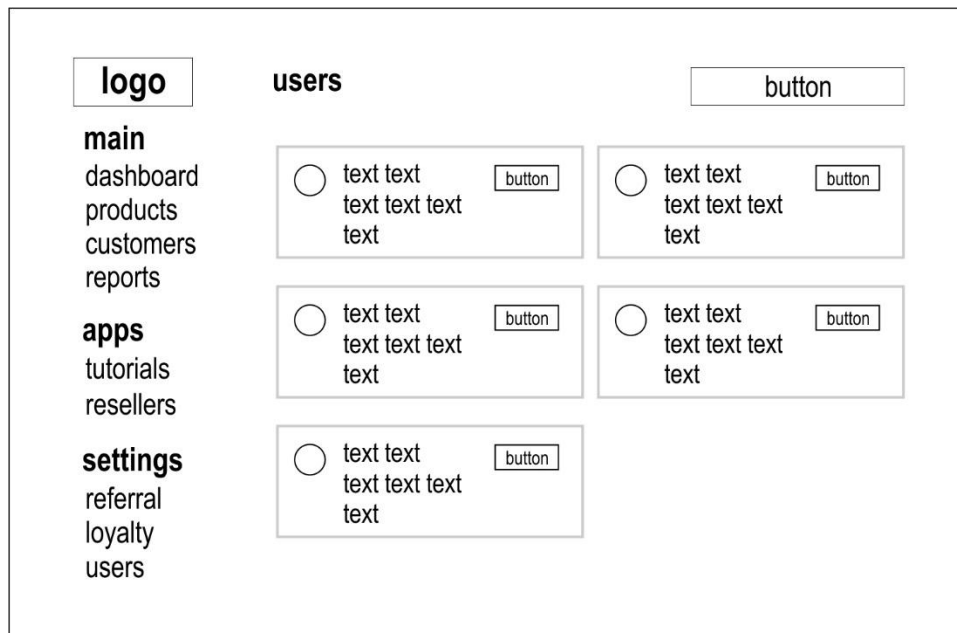 logo
main
dashboard
products
customers
reports
apps
tutorials
resellers
settings
referral
loyalty
users
users
button
text text
text text text
text
button
text text
text text text
text
button
text text
text text text
text
button
text text
text text text
text
button
text text
text text text
text
button